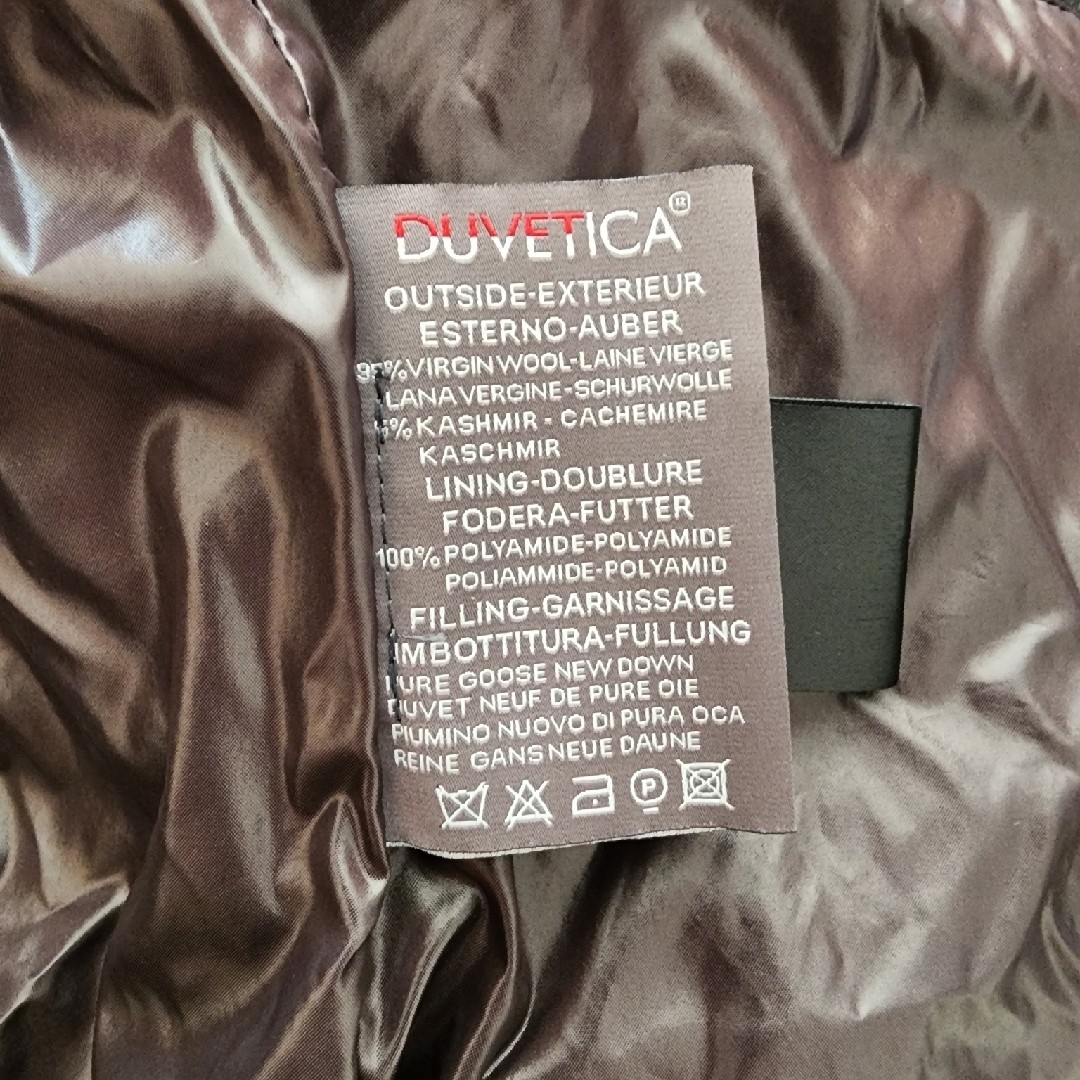 DUVETICA®
OUTSIDE-EXTERIEUR
ESTERNO-AUBER
95%VIRGIN WOOL-LAINE VIERGE
LANA VERGINE-SCHURWOLLE
5%KASHMIR - CACHEMIRE
KASCHMIR
LINING-DOUBLURE
FODERA-FUTTER
100%POLYAMIDE-POLYAMIDE
POLIAMMIDE-POLYAMID
FILLING-GARNISSAGE
IMBOTTITURA-FULLUNG
PURE GOOSE NEW DOWN
DUVET NEUF DE PURE OIE
PIUMINO NUOVO DI PURA OCA
REINE GANS NEUE DAUNE
P